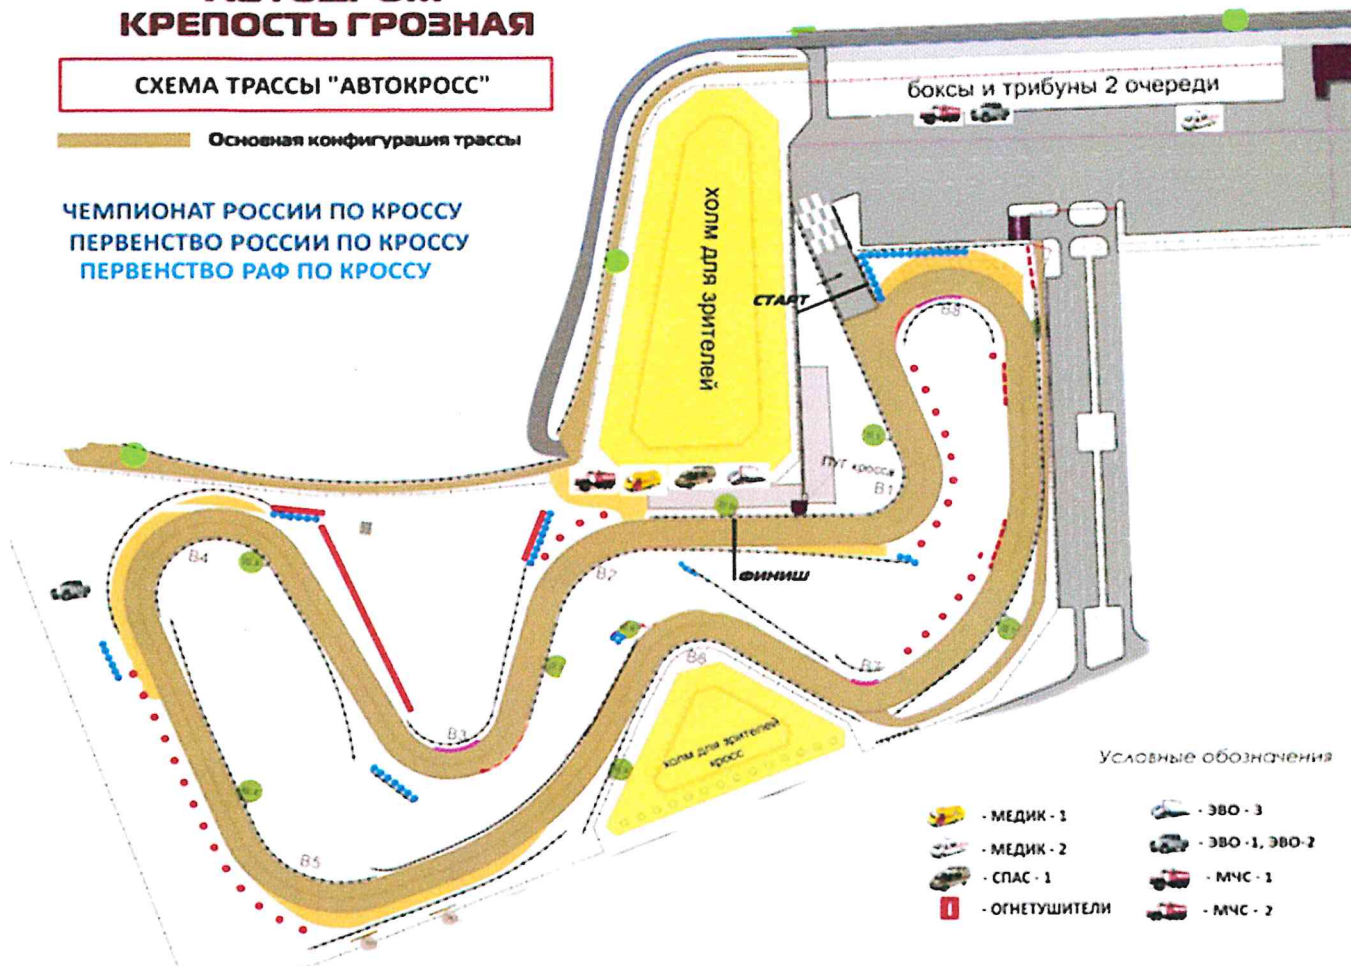 КРЕПОСТЬ ГРОЗНАЯ
СХЕМА ТРАССЫ "АВТОКРОСС"
Основная конфигурация трассы
ЧЕМПИОНАТ РОССИИ ПО КРОССУ
ПЕРВЕНСТВО РОССИИ ПО КРОССУ
ПЕРВЕНСТВО РАФ ПО КРОССУ
боксы и трибуны 2 очереди
холм для зрителей
СТАРТ
В8
ПУГ кросса
В1
В4
В2
ФИНИШ
В6
В7
В3
холм для зрителей
кросс
В5
Условные обозначения
- МЕДИК - 1
- МЕДИК - 2
- СПАС - 1
- ОГНЕТУШИТЕЛИ
- ЭВО - 3
- ЭВО -1, ЭВО-2
- МЧС - 1
- МЧС - 2